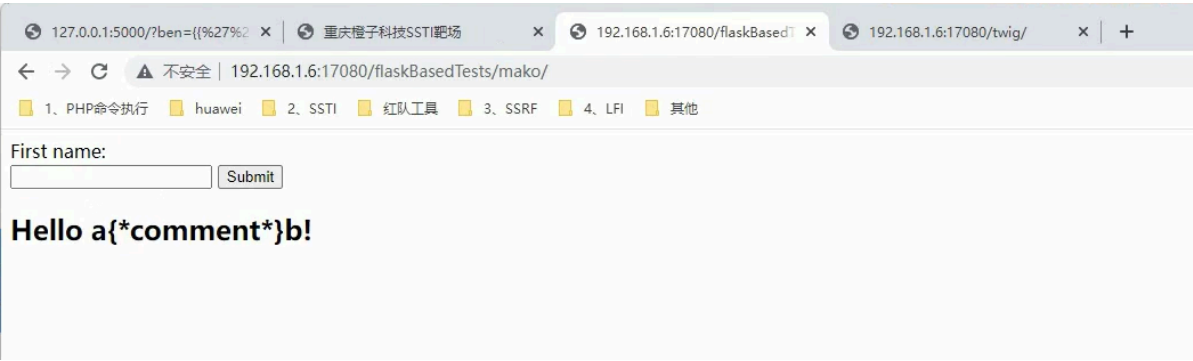 127.0.0.1:5000/?ben={{%27%2 重庆橙子科技SSTI靶场 192.168.1.6:17080/flaskBasedT 192.168.1.6:17080/twig/
不安全 192.168.1.6:17080/flaskBasedTests/mako/
1、PHP命令执行 huawei 2、SSTI 红队工具 3、SSRF 4、LFI 其他
First name:
Submit
Hello a{*comment*}b!